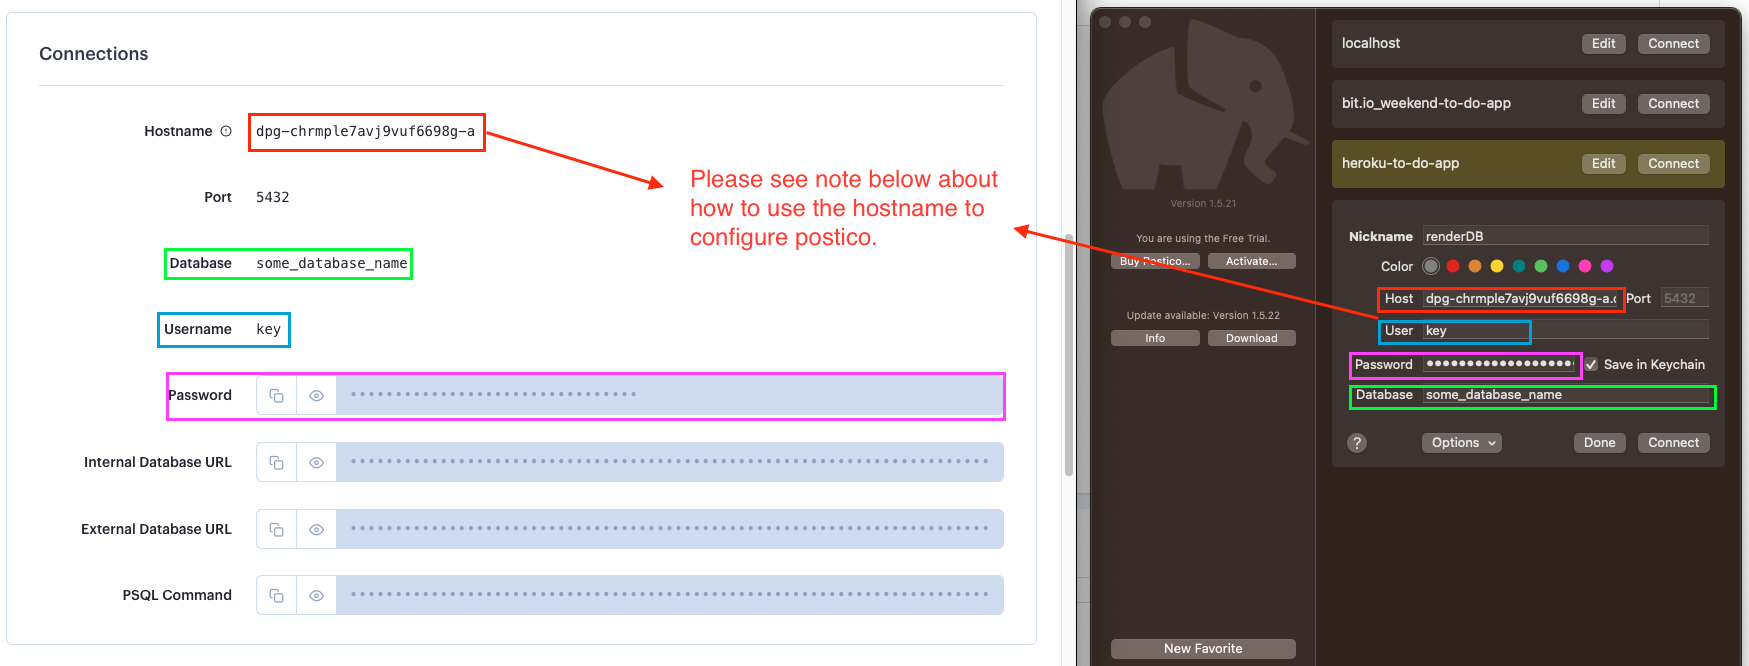 Connections
Hostname dpg-chrmple7avj9vuf6698g-a
Port 5432
Database some_database_name
Username key
Password
Internal Database URL
External Database URL
PSQL Command
Please see note below about
how to use the hostname to
configure postico.
Version 1.5.21
You are using the Free Trial.
Buy Postico... Activate...
Update available: Version 1.5.22
Info Download
New Favorite
localhost Edit Connect
bit.io_weekend-to-do-app Edit Connect
heroku-to-do-app Edit Connect
Nickname renderDB
Color
Host dpg-chrmple7avj9vuf6698g-a. Port 5432
User key
Password Save in Keychain
Database some_database_name
? Options Done Connect